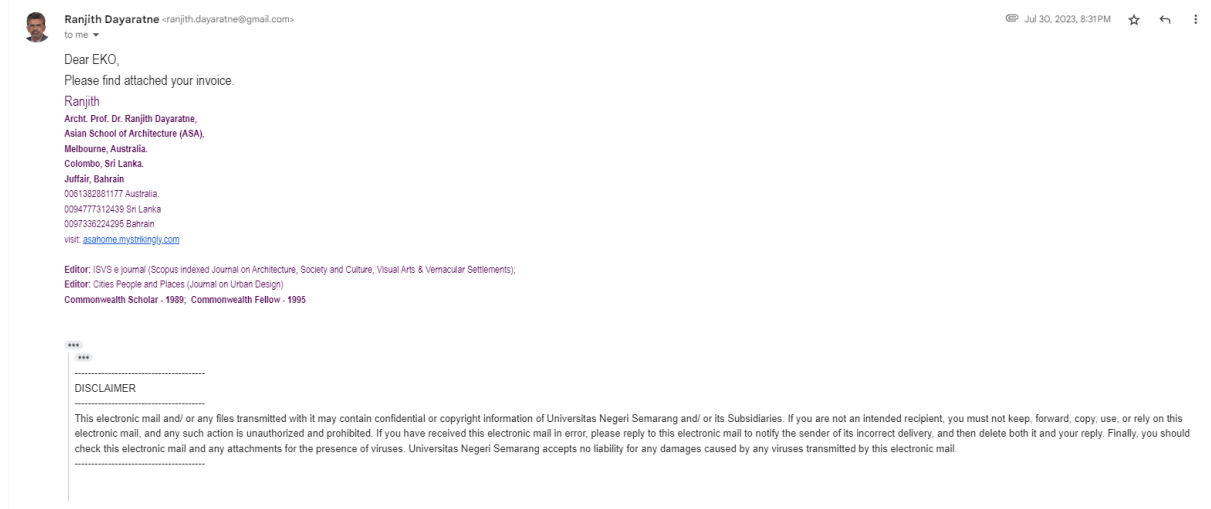 Ranjith Dayaratne <ranjith.dayaratne@gmail.com>
Jul 30, 2023, 8:31 PM
to me
Dear EKO,
Please find attached your invoice.
Ranjith
Archt. Prof. Dr. Ranjith Dayaratne,
Asian School of Architecture (ASA),
Melbourne, Australia.
Colombo, Sri Lanka.
Juffair, Bahrain
0061382881177 Australia.
0094777312439 Sri Lanka
0097336224295 Bahrain
visit: asahome.mystrikingly.com
Editor: ISVS e journal (Scopus indexed Journal on Architecture, Society and Culture, Visual Arts & Vernacular Settlements);
Editor: Cities People and Places (Journal on Urban Design)
Commonwealth Scholar - 1989; Commonwealth Fellow - 1995
--------------------------------------
DISCLAIMER
--------------------------------------
This electronic mail and/ or any files transmitted with it may contain confidential or copyright information of Universitas Negeri Semarang and/ or its Subsidiaries. If you are not an intended recipient, you must not keep, forward, copy, use, or rely on this
electronic mail, and any such action is unauthorized and prohibited. If you have received this electronic mail in error, please reply to this electronic mail to notify the sender of its incorrect delivery, and then delete both it and your reply. Finally, you should
check this electronic mail and any attachments for the presence of viruses. Universitas Negeri Semarang accepts no liability for any damages caused by any viruses transmitted by this electronic mail.
--------------------------------------